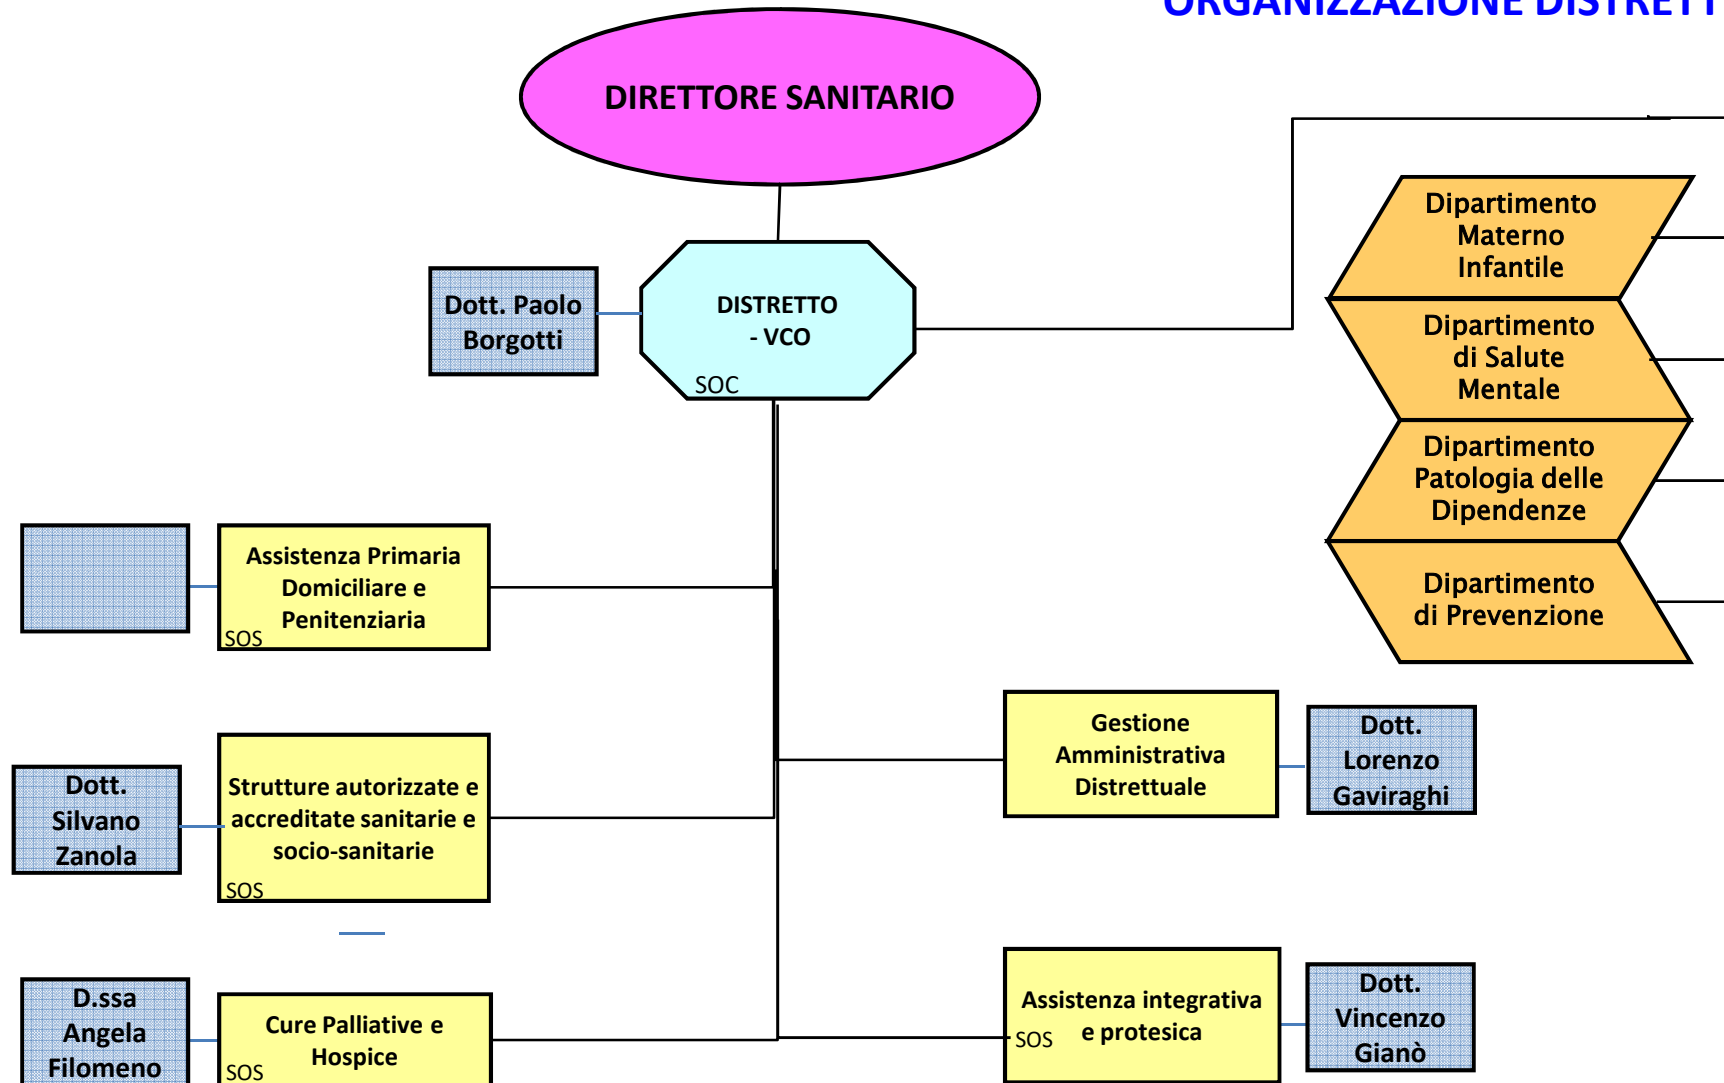 ORGANIZZAZIONE DISTRETT
DIRETTORE SANITARIO
Dott. Paolo
Borgotti
DISTRETTO
- VCO
SOC
Dipartimento
Materno
Infantile
Dipartimento
di Salute
Mentale
Dipartimento
Patologia delle
Dipendenze
Dipartimento
di Prevenzione
Assistenza Primaria
Domiciliare e
Penitenziaria
SOS
Dott.
Silvano
Zanola
Strutture autorizzate e
accreditate sanitarie e
socio-sanitarie
SOS
Gestione
Amministrativa
Distrettuale
Dott.
Lorenzo
Gaviraghi
D.ssa
Angela
Filomeno
Cure Palliative e
Hospice
SOS
Assistenza integrativa
e protesica
SOS
Dott.
Vincenzo
Gianò